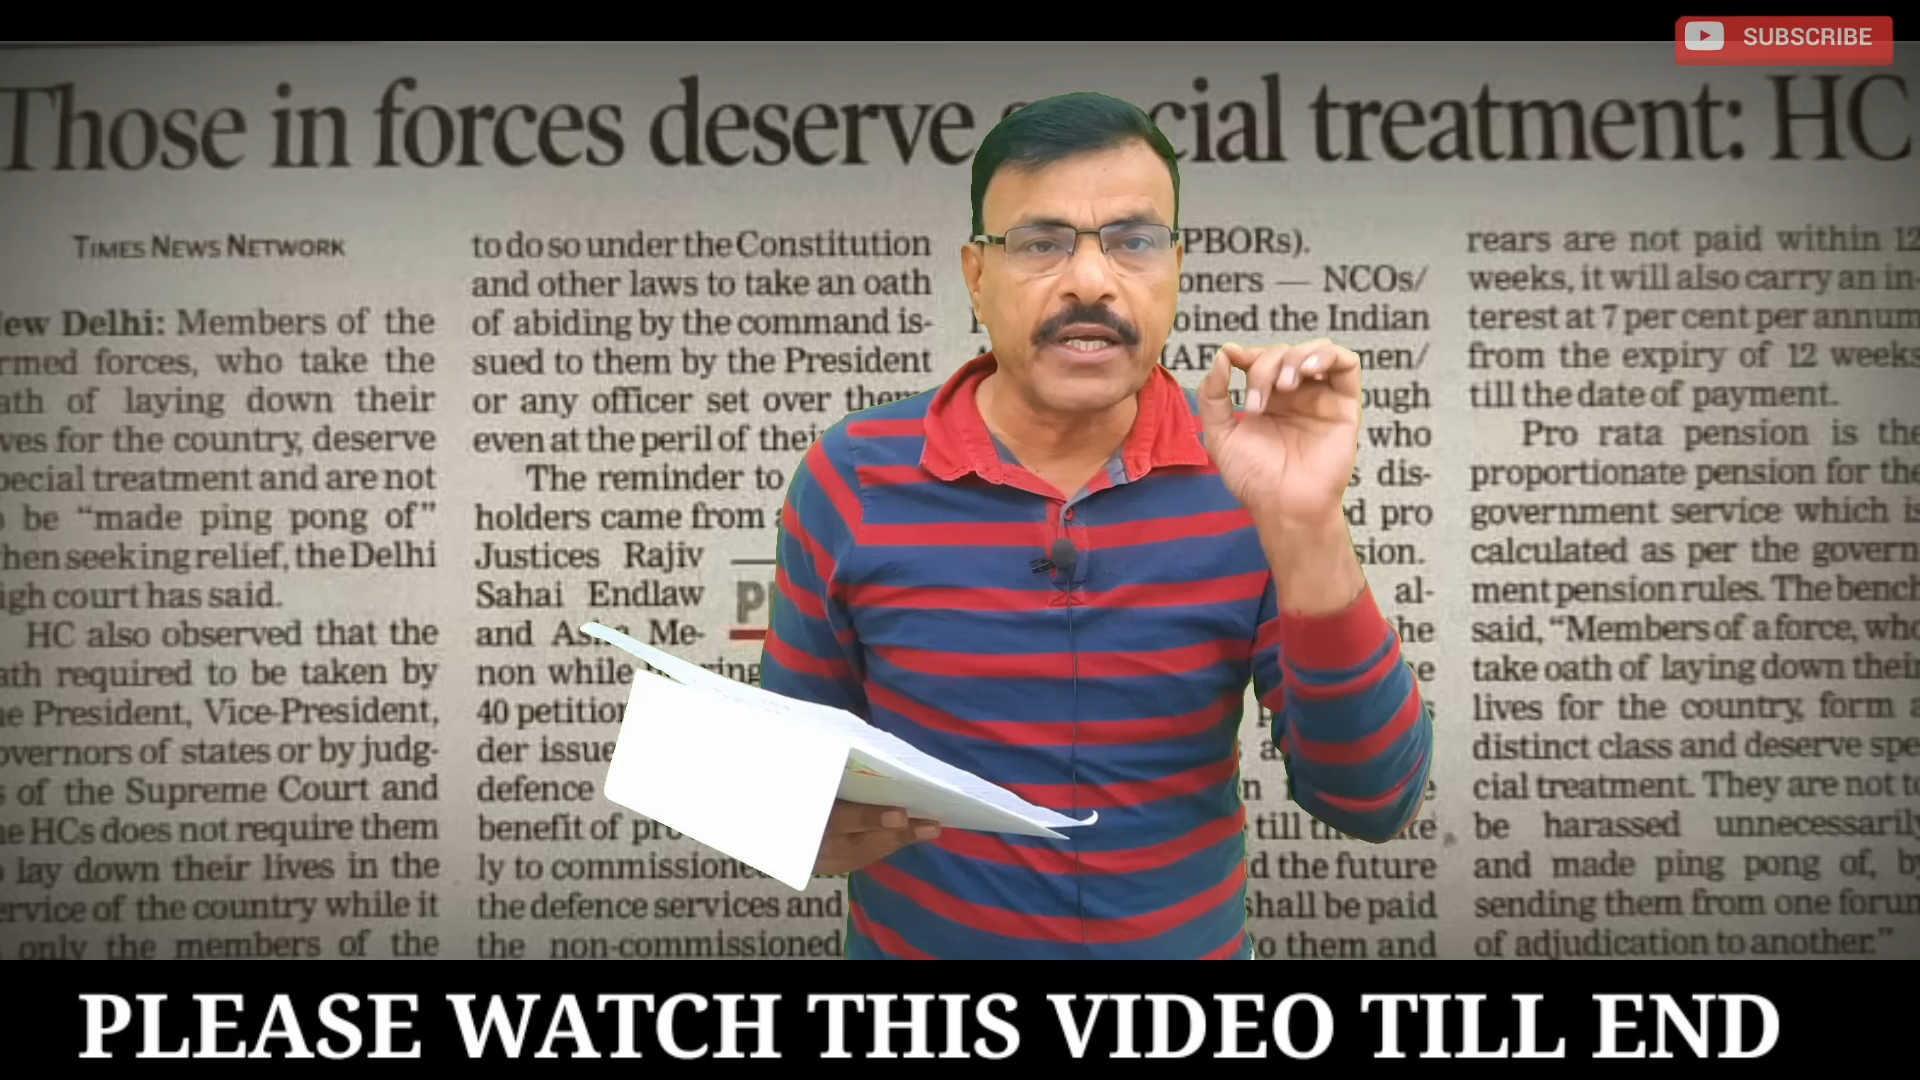 SUBSCRIBE
Those in forces deserve cial treatment: HC
TIMES NEWS NETWORK
ew Delhi: Members of the
rmed forces, who take the
ath of laying down their
ves for the country, deserve
pecial treatment and are not
be “made ping pong of”
hen seeking relief, the Delhi
igh court has said.
HC also observed that the
ath required to be taken by
e President, Vice-President,
overnors of states or by judg-
s of the Supreme Court and
e HCs does not require them
lay down their lives in the
ervice of the country while it
only the members of the
to do so under the Constitution
and other laws to take an oath
of abiding by the command is-
sued to them by the President
or any officer set over them
even at the peril of thei
The reminder to
holders came from
Justices Rajiv
Sahai Endlaw
and Asha Me-
non while
40 petition
der issue
defence
benefit of pro
ly to commissione
the defence services and
the non-commissioned
PBORs).
oners — NCOs/
oined the Indian
men/
ough
who
dis-
d pro
sion.
al-
he
till the
d the future
shall be paid
o them and
rears are not paid within 12
weeks, it will also carry an in-
terest at 7 per cent per annum
from the expiry of 12 weeks
till the date of payment.
Pro rata pension is the
proportionate pension for the
government service which is
calculated as per the govern
ment pension rules. The bench
said, “Members of a force, who
take oath of laying down their
lives for the country, form a
distinct class and deserve spe
cial treatment. They are not to
be harassed unnecessarily
and made ping pong of, by
sending them from one forum
of adjudication to another.”
PLEASE WATCH THIS VIDEO TILL END